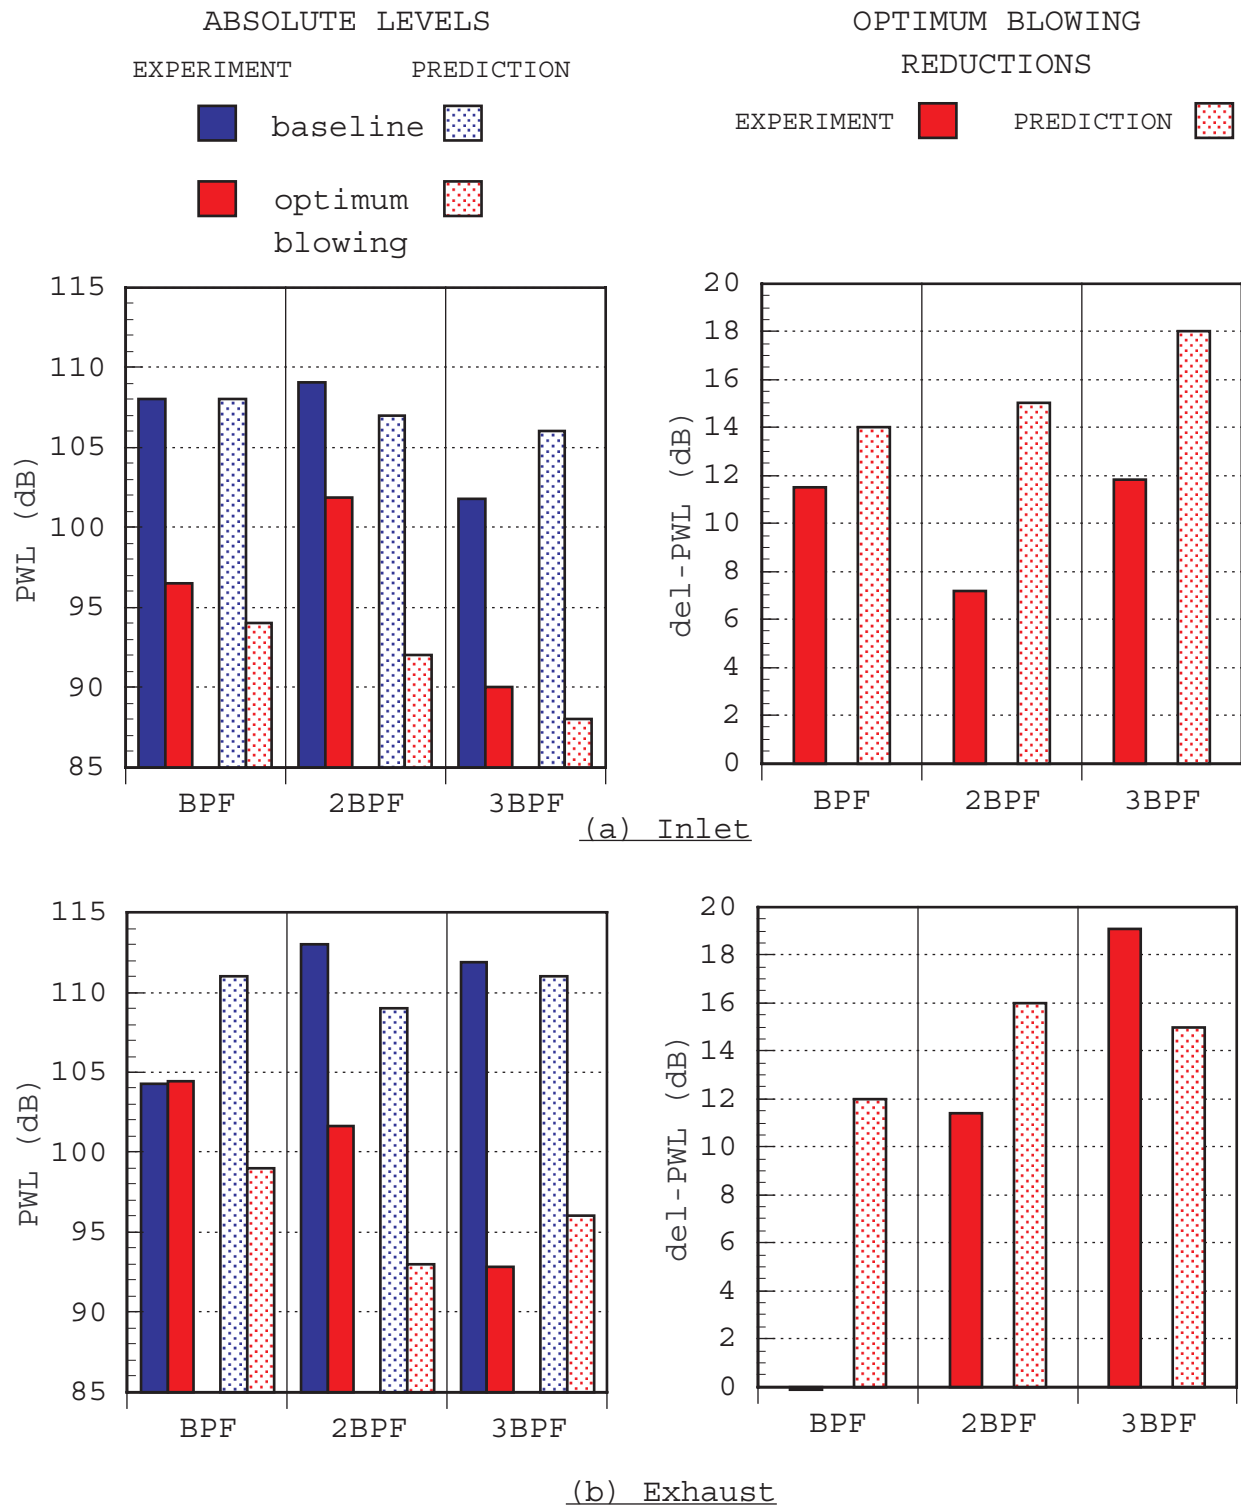 ABSOLUTE LEVELS
EXPERIMENT PREDICTION
baseline
optimum
blowing
OPTIMUM BLOWING
REDUCTIONS
EXPERIMENT PREDICTION
115
110
105
100
95
90
85
PWL (dB)
BPF 2BPF 3BPF
20
18
16
14
12
10
8
6
4
2
0
del-PWL (dB)
BPF 2BPF 3BPF
(a) Inlet
115
110
105
100
95
90
85
PWL (dB)
BPF 2BPF 3BPF
20
18
16
14
12
10
8
6
4
2
0
del-PWL (dB)
BPF 2BPF 3BPF
(b) Exhaust